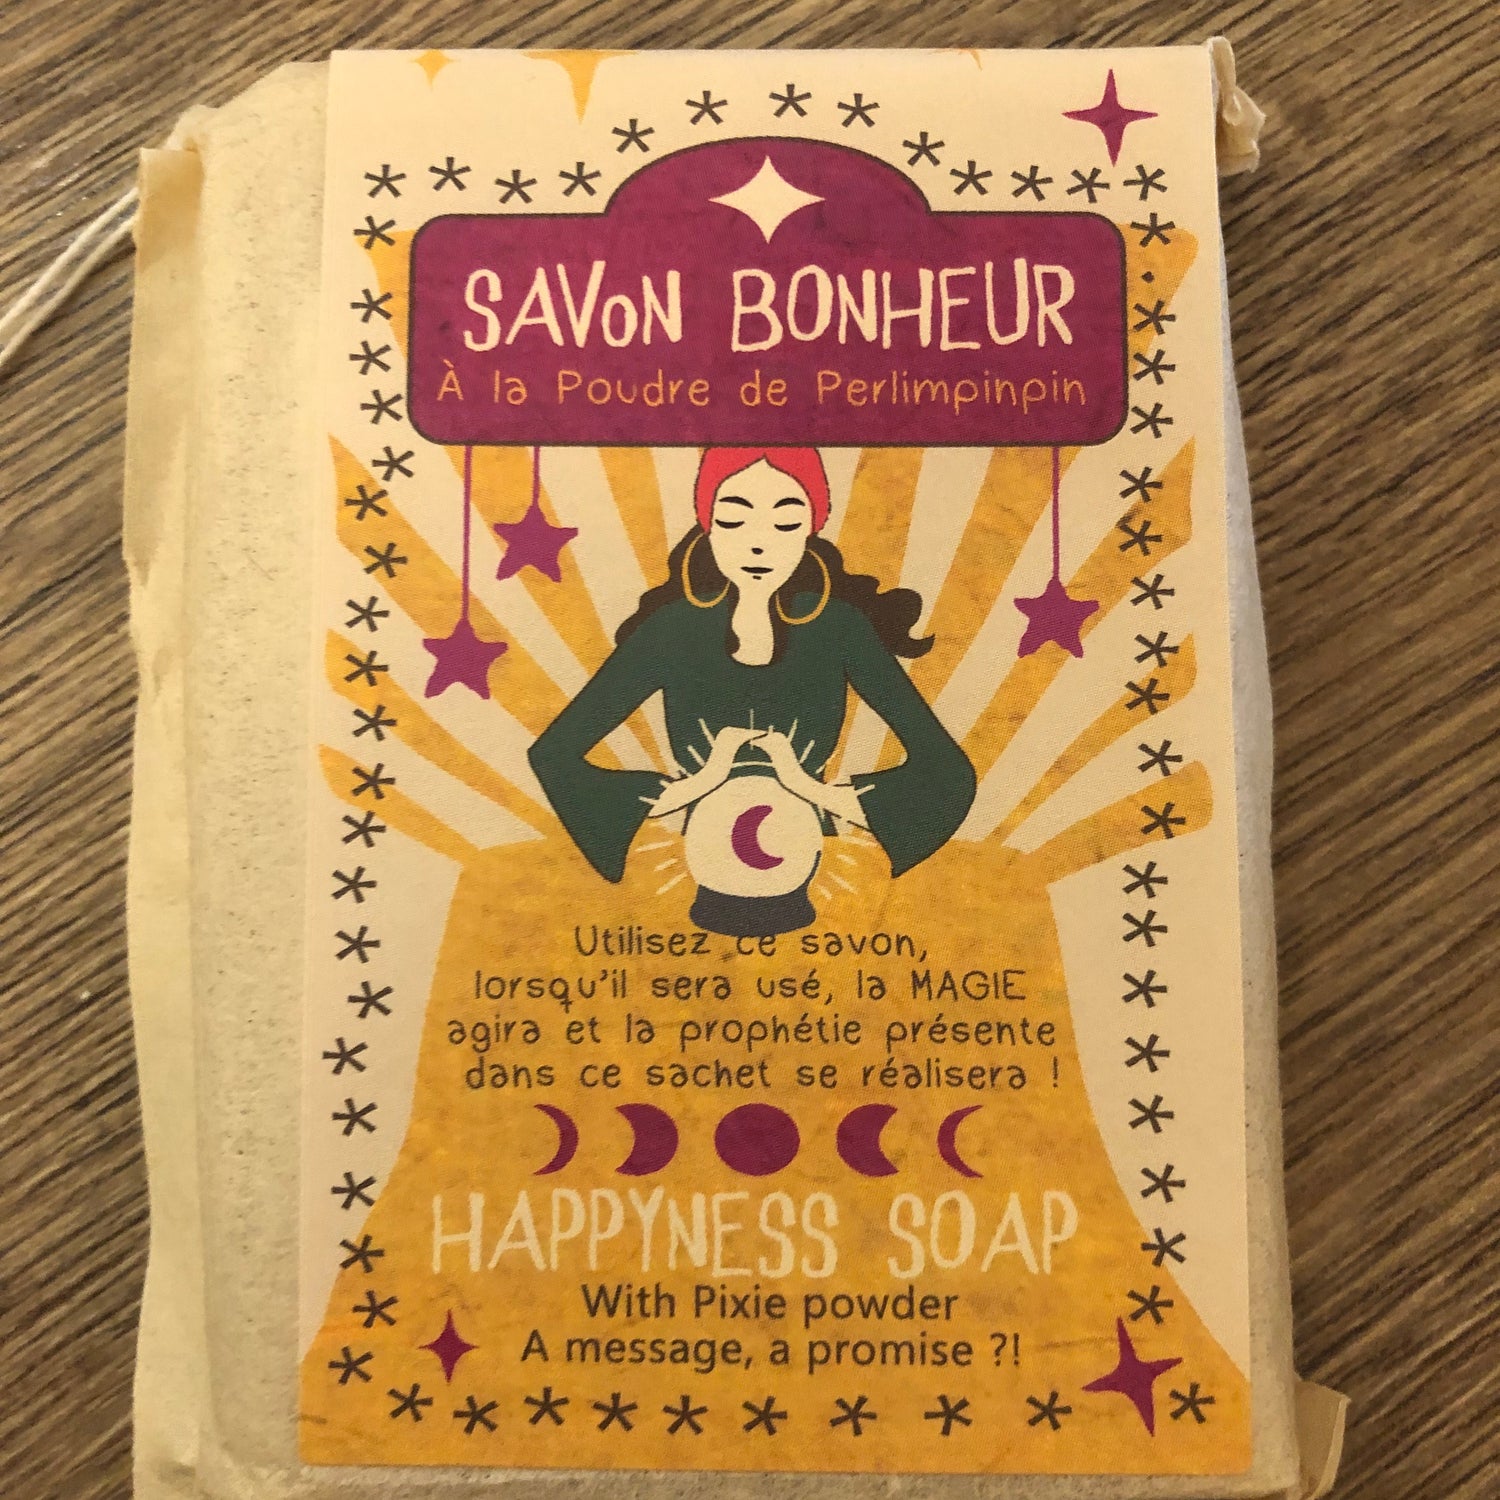 SAVON BONHEUR
À la Poudre de Perlimpinpin
Utilisez ce savon,
lorsqu'il sera usé, la MAGIE
agira et la prophétie présente
dans ce sachet se réalisera !
HAPPYNESS SOAP
With Pixie powder
A message, a promise ?!